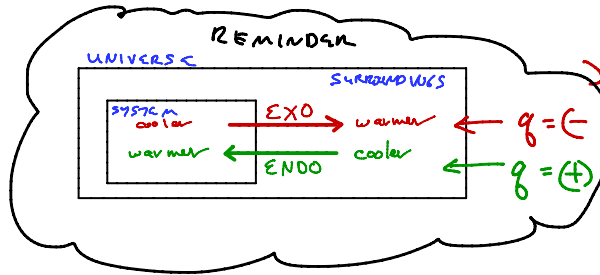 REMINDER
UNIVERSE
SURROUNDINGS
SYSTEM
cooler EXO warmer q = (-
warmer ENDO cooler q = (+)